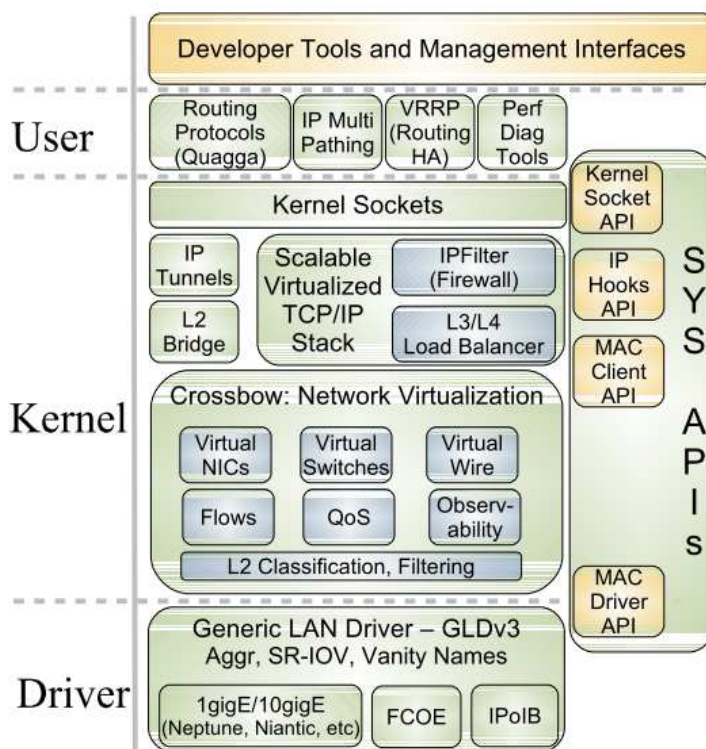 Developer Tools and Management Interfaces
User
Routing
Protocols
(Quagga)
IP Multi
Pathing
VRRP
(Routing
HA)
Perf
Diag
Tools
Kernel
Kernel Sockets
IP
Tunnels
L2
Bridge
Scalable
Virtualized
TCP/IP
Stack
IPFilter
(Firewall)
L3/L4
Load Balancer
Crossbow: Network Virtualization
Virtual
NICs
Virtual
Switches
Virtual
Wire
Flows
QoS
Observ-
ability
L2 Classification, Filtering
Kernel
Socket
API
IP
Hooks
API
MAC
Client
API
MAC
Driver
API
SYS APIs
Driver
Generic LAN Driver – GLDv3
Aggr, SR-IOV, Vanity Names
1gigE/10gigE
(Neptune, Niantic, etc)
FCOE
IPoIB